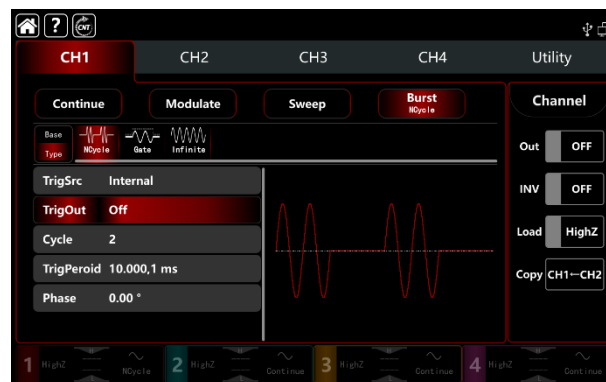 ? CNT
CH1 CH2 CH3 CH4 Utility
Continue Modulate Sweep Burst NCycle Channel
Base Type NCycle Gate Infinite
Out OFF
TrigSrc Internal
INV OFF
TrigOut Off
Load HighZ
Cycle 2
TrigPeroid 10.000,1 ms
Copy CH1←CH2
Phase 0.00 °
1 HighZ NCycle 2 HighZ Continue 3 HighZ Continue 4 HighZ Continue